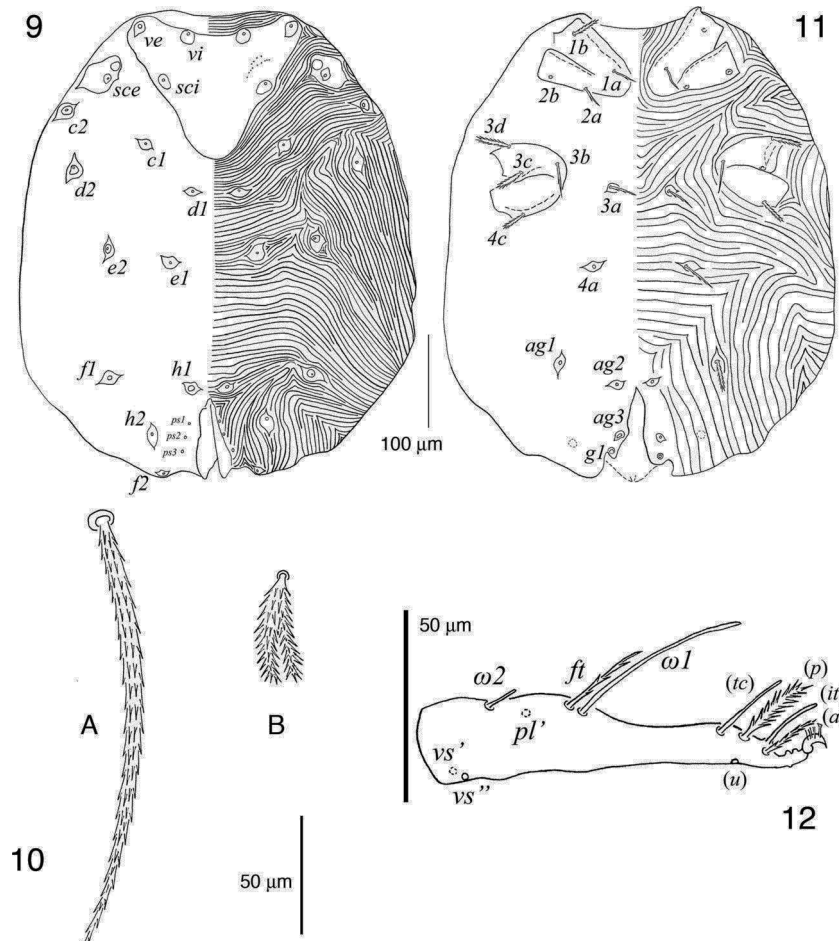 9
ve
vi
sce
sci
c2
c1
d2
d1
e2
e1
f1
h1
h2
ps1
ps2
ps3
f2
100 μm
11
1b
1a
2b
2a
3d
3c
3b
3a
4c
4a
ag1
ag2
ag3
g1
10
A
B
50 μm
50 μm
12
ω2
ft
ω1
(tc)
(p)
(it
(a
pl'
vs'
vs''
(u)